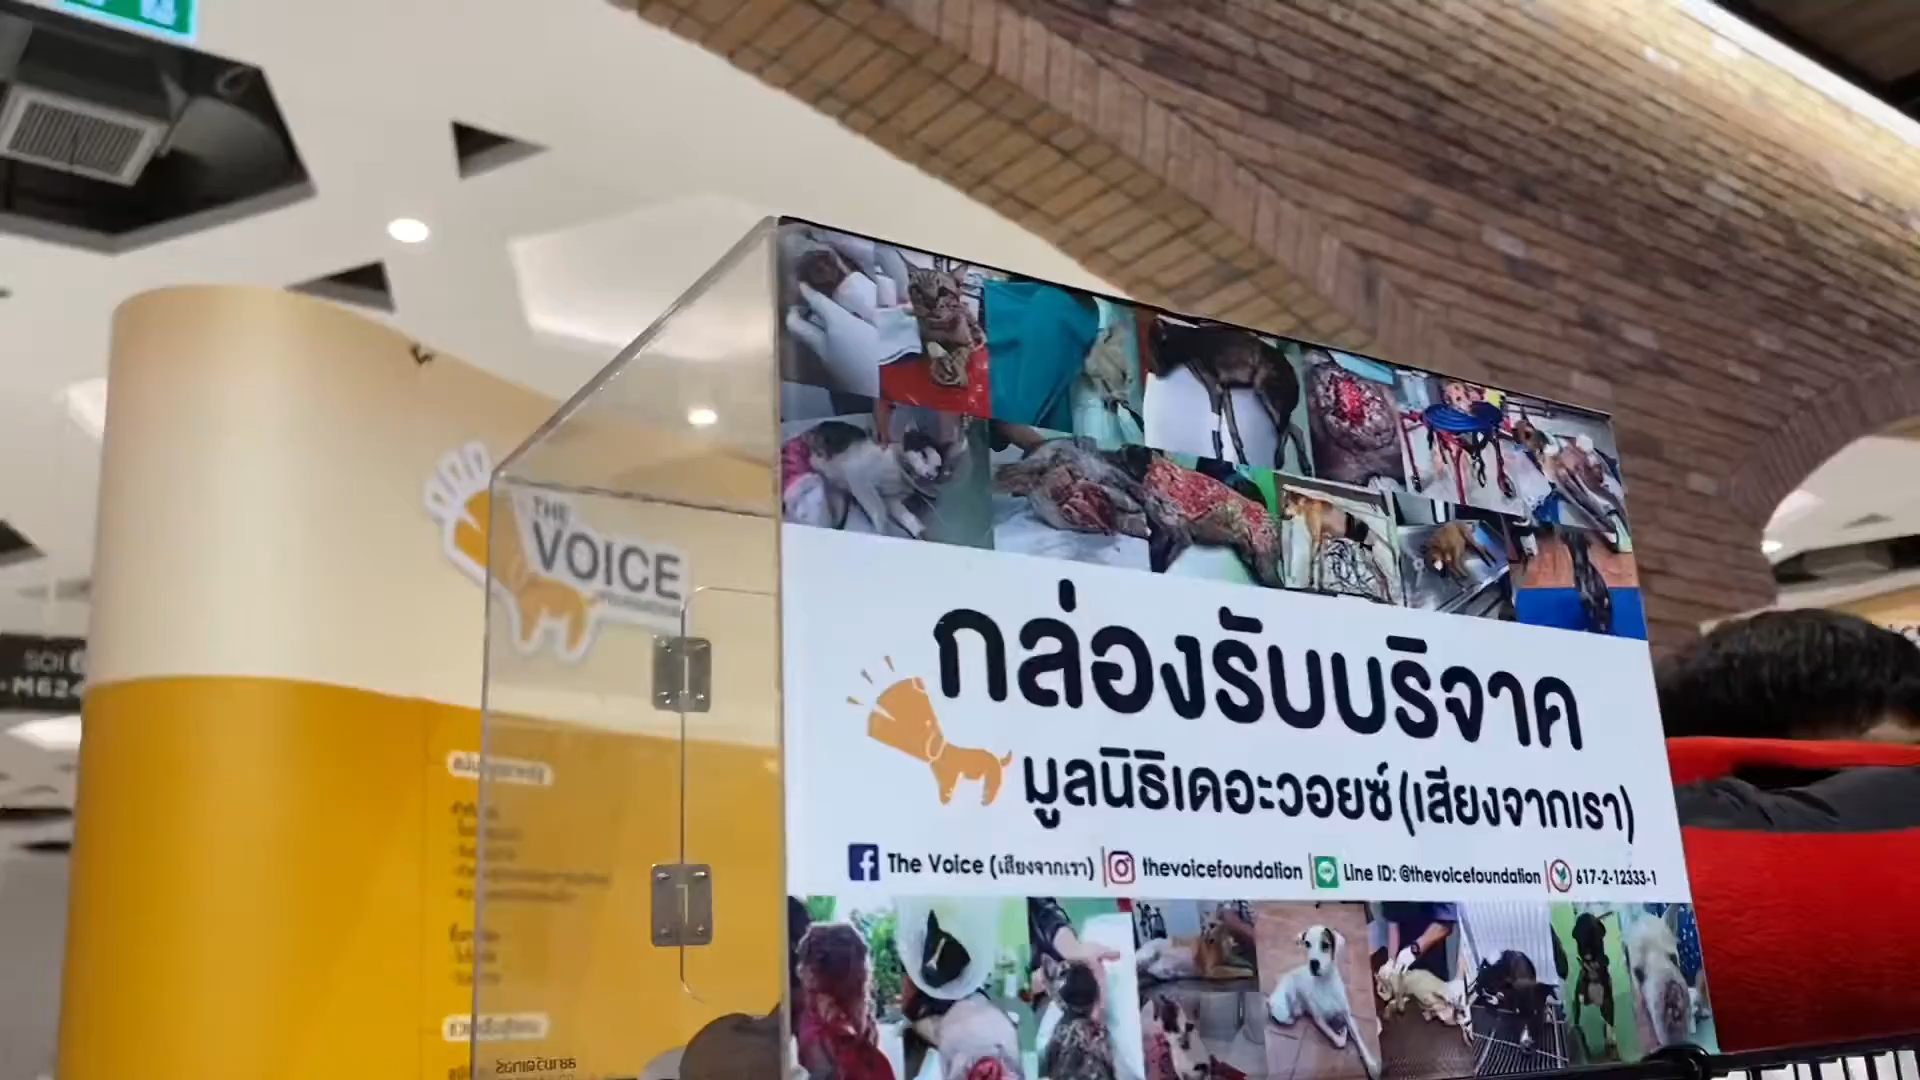 THE
VOICE
SOI
กล่องรับบริจาค
มูลนิธิเดอะวอยซ์ (เสียงจากเรา)
The Voice (เสียงจากเรา) thevoicefoundation Line ID: @thevoicefoundation 617-2-12333-1